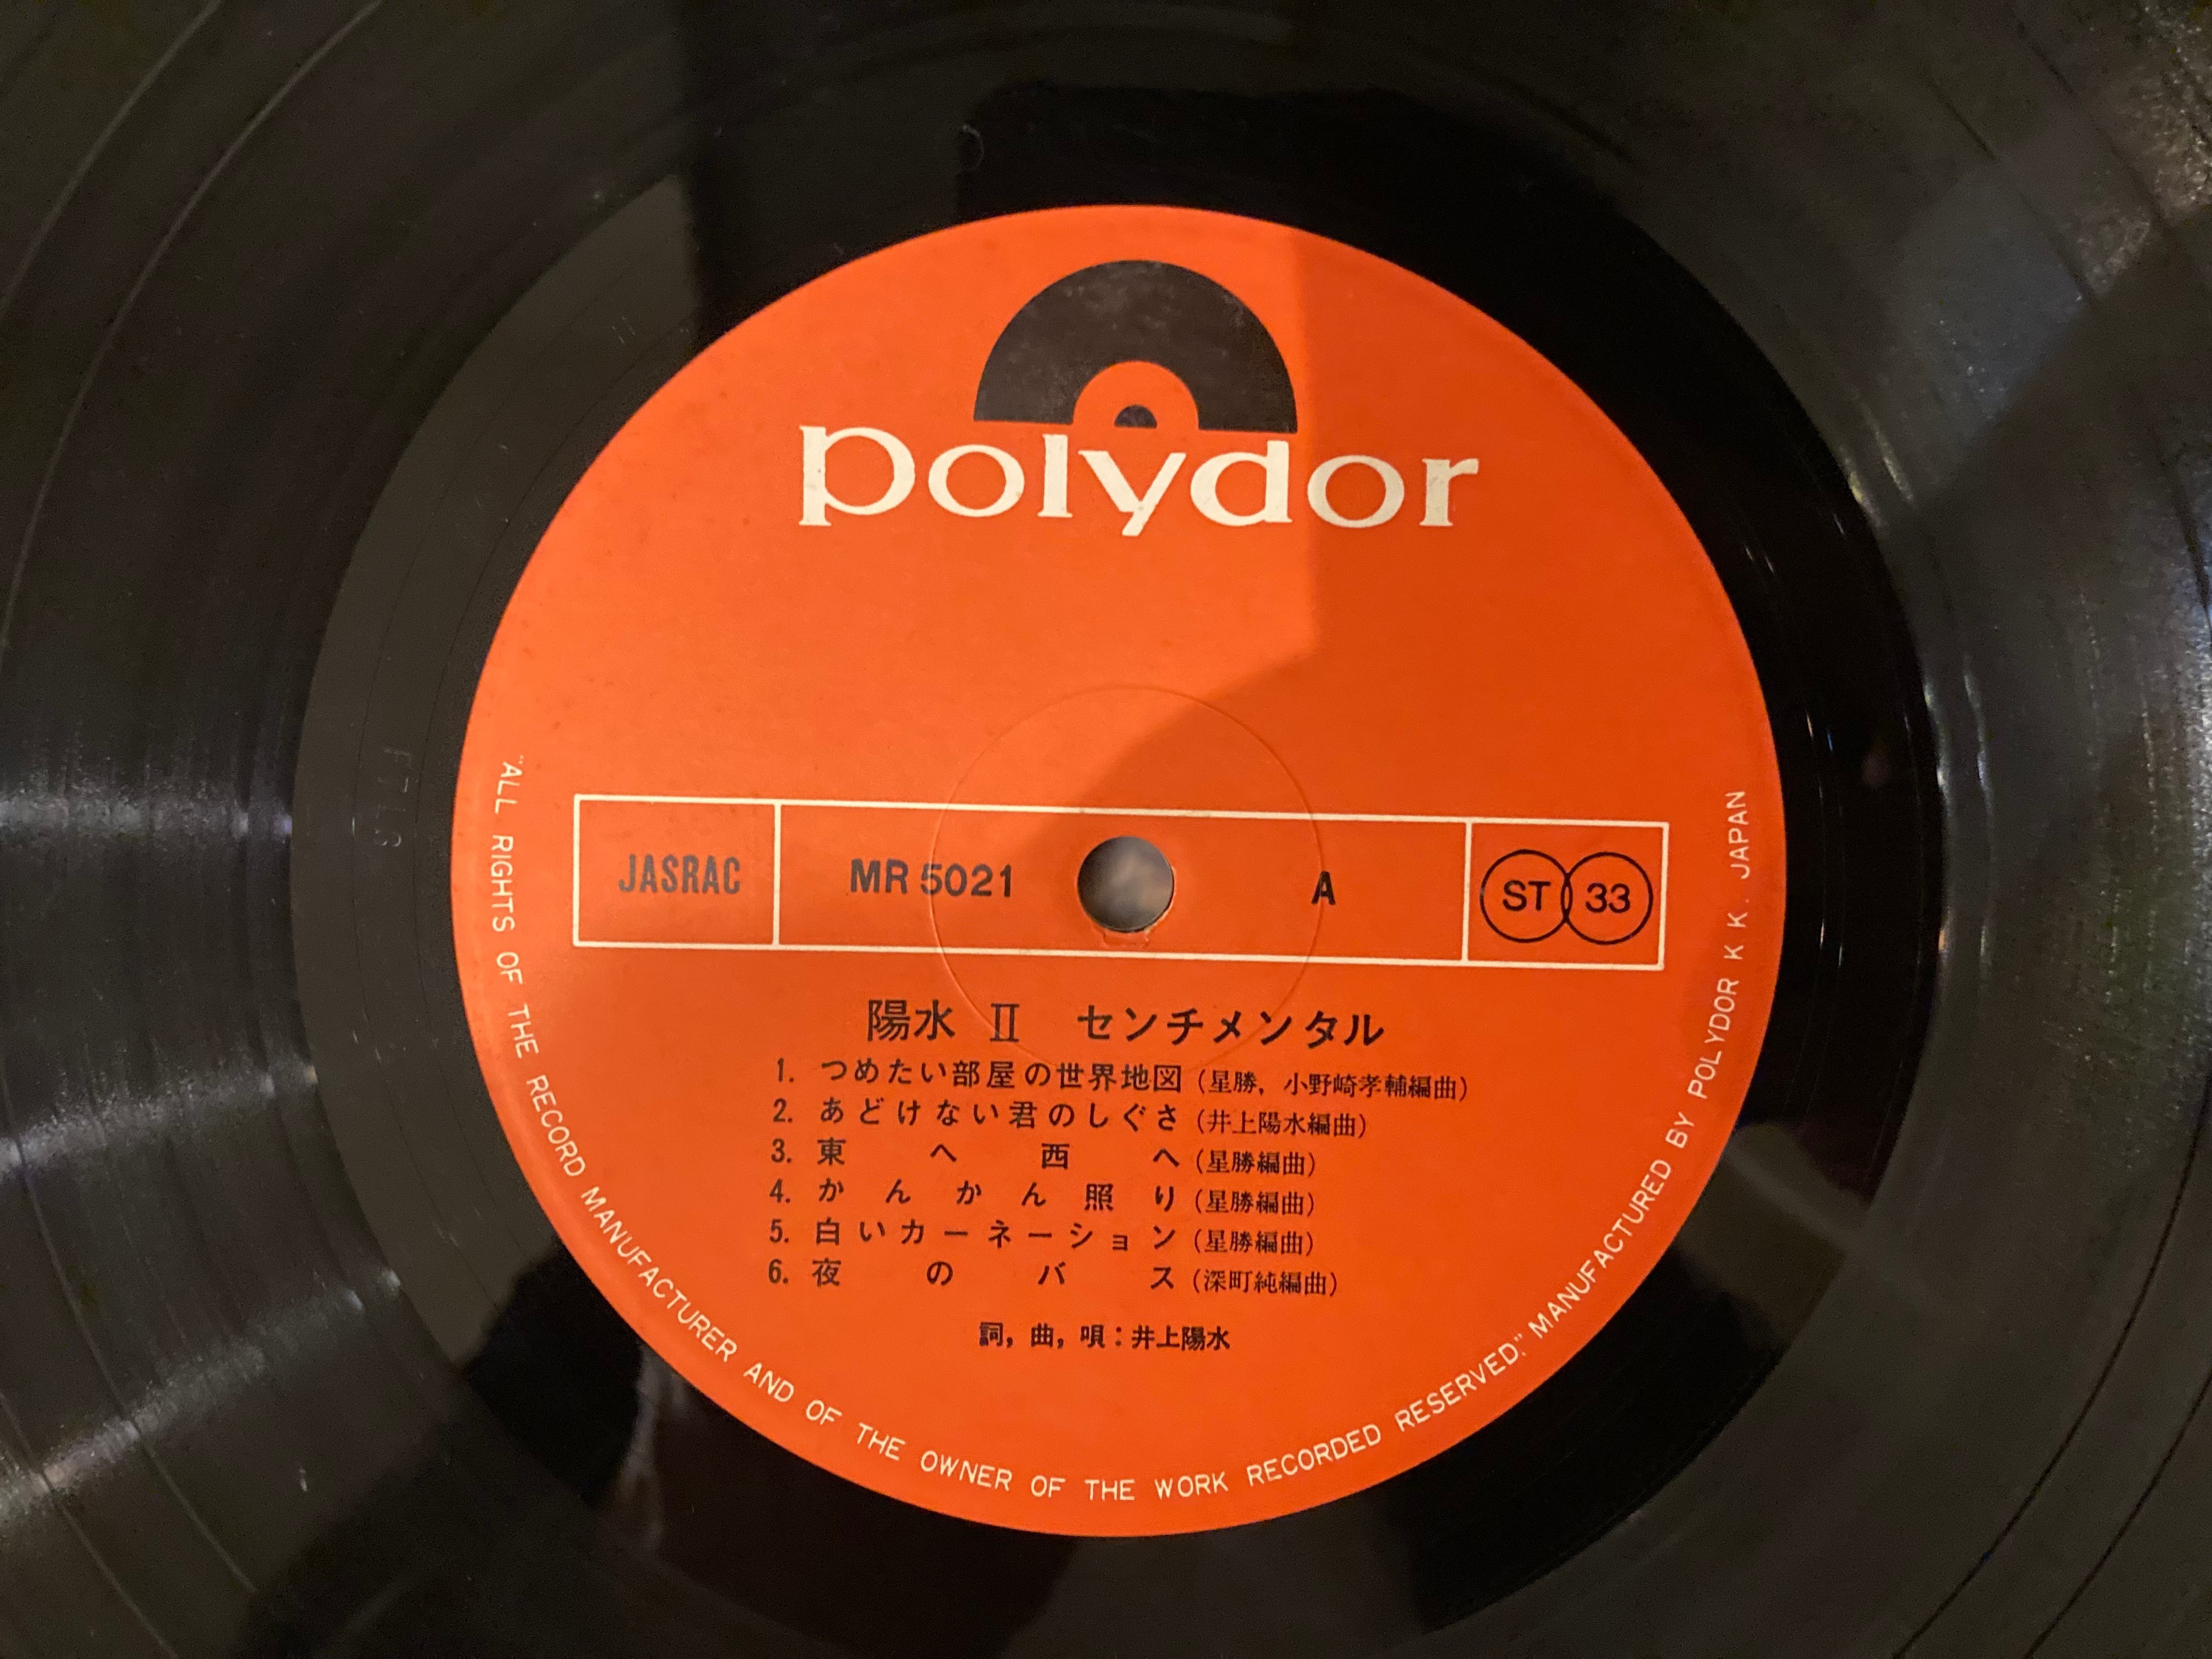 polydor
JASRAC
MR 5021
A
ST 33
陽水 II センチメンタル
1. つめたい部屋の世界地図 (星勝, 小野崎孝輔編曲)
2. あどけない君のしぐさ (井上陽水編曲)
3. 東へ西へ (星勝編曲)
4. かんかん照り (星勝編曲)
5. 白いカーネーション (星勝編曲)
6. 夜のバス (深町純編曲)
詞, 曲, 唄：井上陽水
"ALL RIGHTS OF THE RECORD MANUFACTURER AND OF THE OWNER OF THE WORK RECORDED RESERVED." MANUFACTURED BY POLYDOR K K. JAPAN